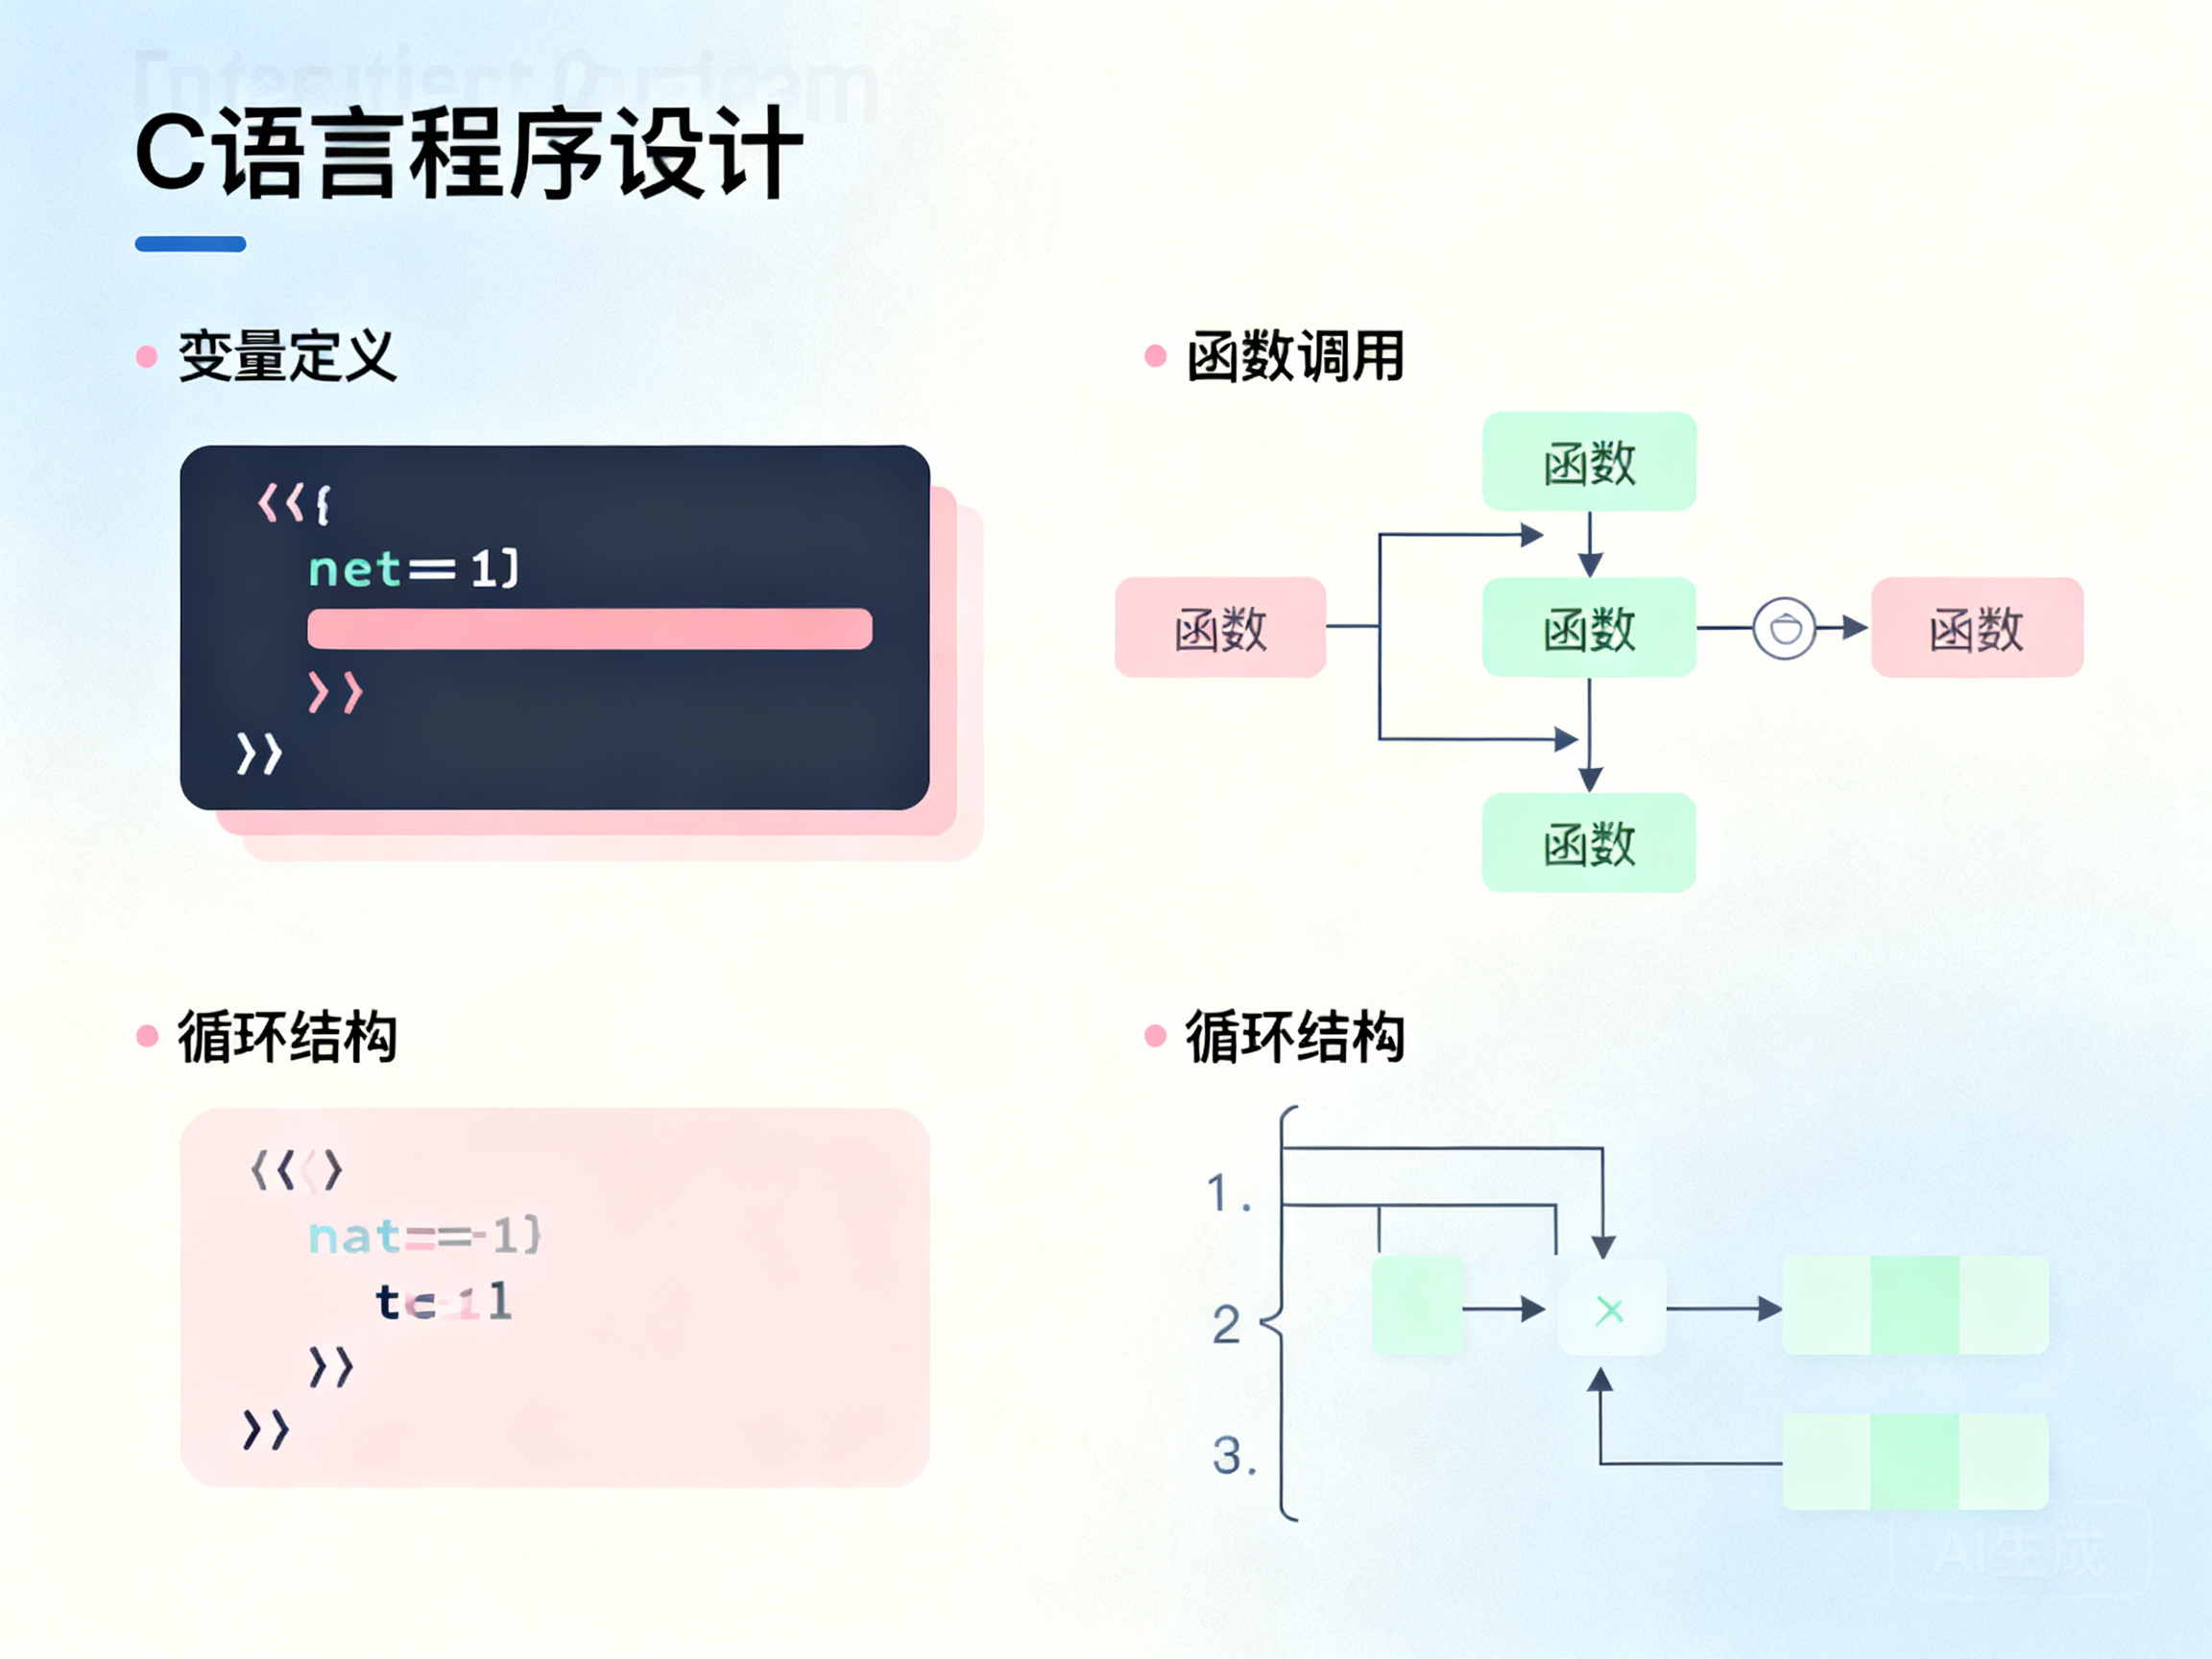 C语言程序设计
变量定义
《{
net== 1]
》
》
函数调用
函数
函数
函数
函数
函数
循环结构
nat===-1}
》
》
循环结构
1.
2
3.
AI生成